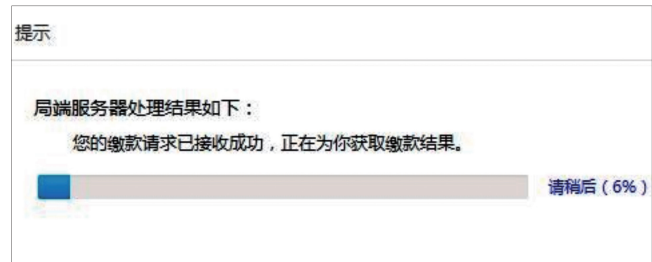 提示
局端服务器处理结果如下：
您的缴款请求已接收成功，正在为你获取缴款结果。
请稍后（6%）